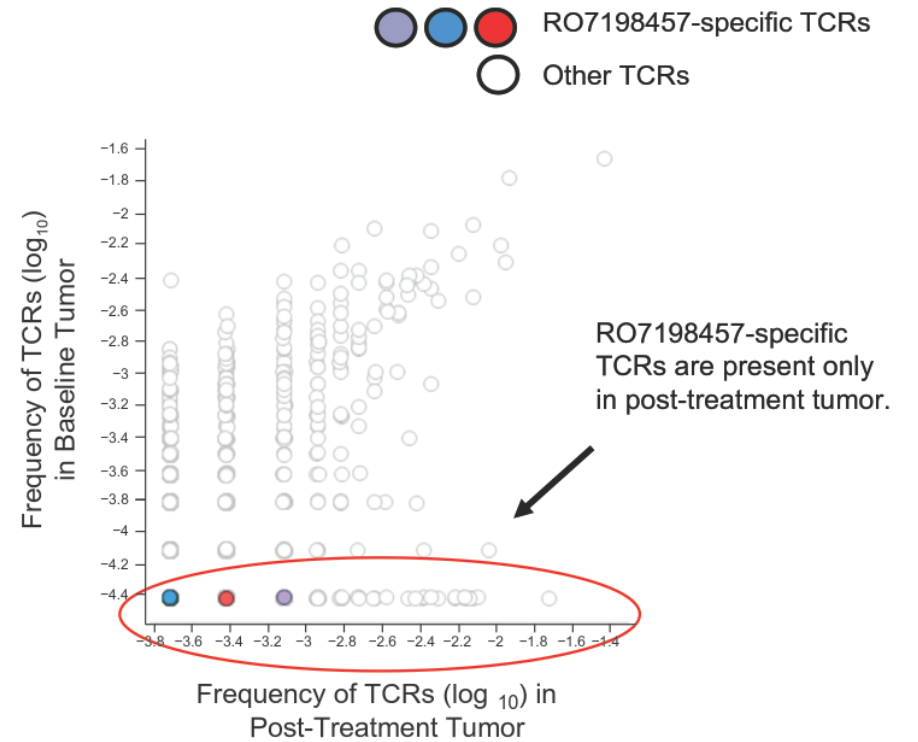 RO7198457-specific TCRs
Other TCRs
−1.6
−1.8
−2
−2.2
−2.4
−2.6
−2.8
−3
−3.2
−3.4
−3.6
−3.8
−4
−4.2
−4.4
Frequency of TCRs (log10)
in Baseline Tumor
RO7198457-specific
TCRs are present only
in post-treatment tumor.
−3.8 −3.6 −3.4 −3.2 −3 −2.8 −2.6 −2.4 −2.2 −2 −1.8 −1.6 −1.4
Frequency of TCRs (log 10) in
Post-Treatment Tumor